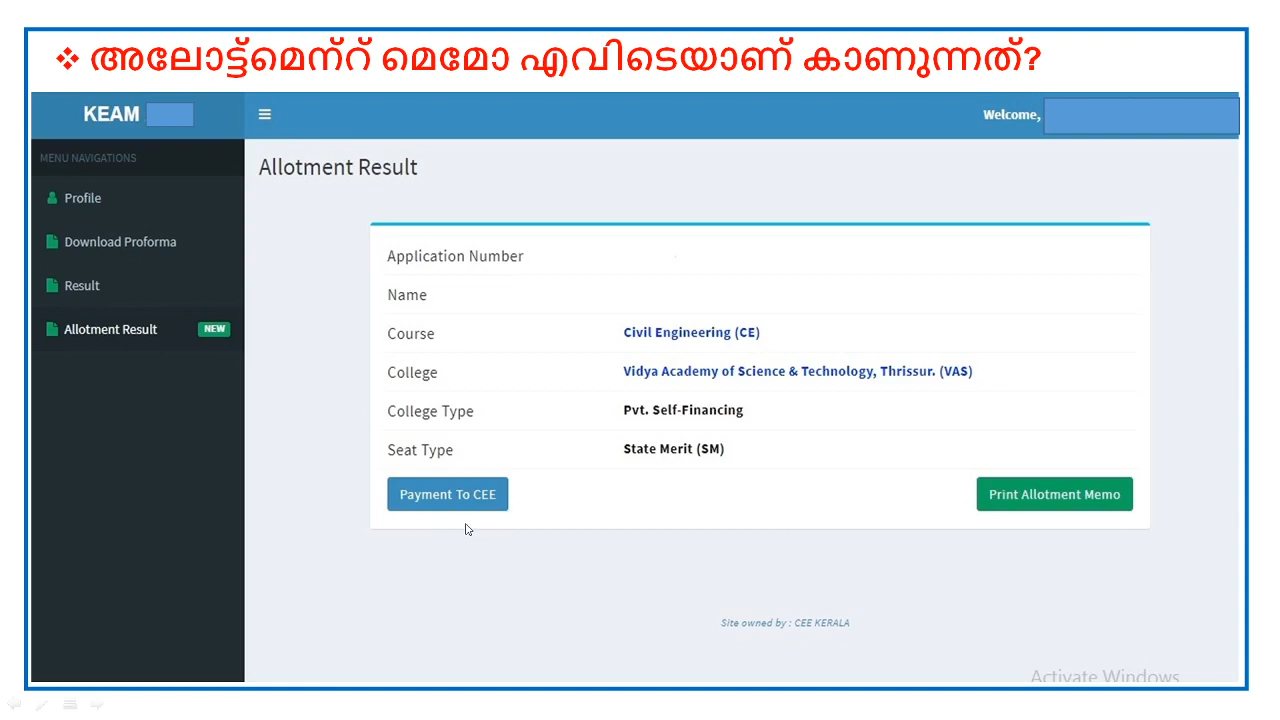 ❖ അലോട്ട്മെന്റ് മെമോ എവിടെയാണ് കാണുന്നത്?
KEAM
Welcome,
MENU NAVIGATIONS
Profile
Download Proforma
Result
Allotment Result NEW
Allotment Result
Application Number
Name
Course Civil Engineering (CE)
College Vidya Academy of Science & Technology, Thrissur. (VAS)
College Type Pvt. Self-Financing
Seat Type State Merit (SM)
Payment To CEE Print Allotment Memo
Site owned by : CEE KERALA
Activate Windows